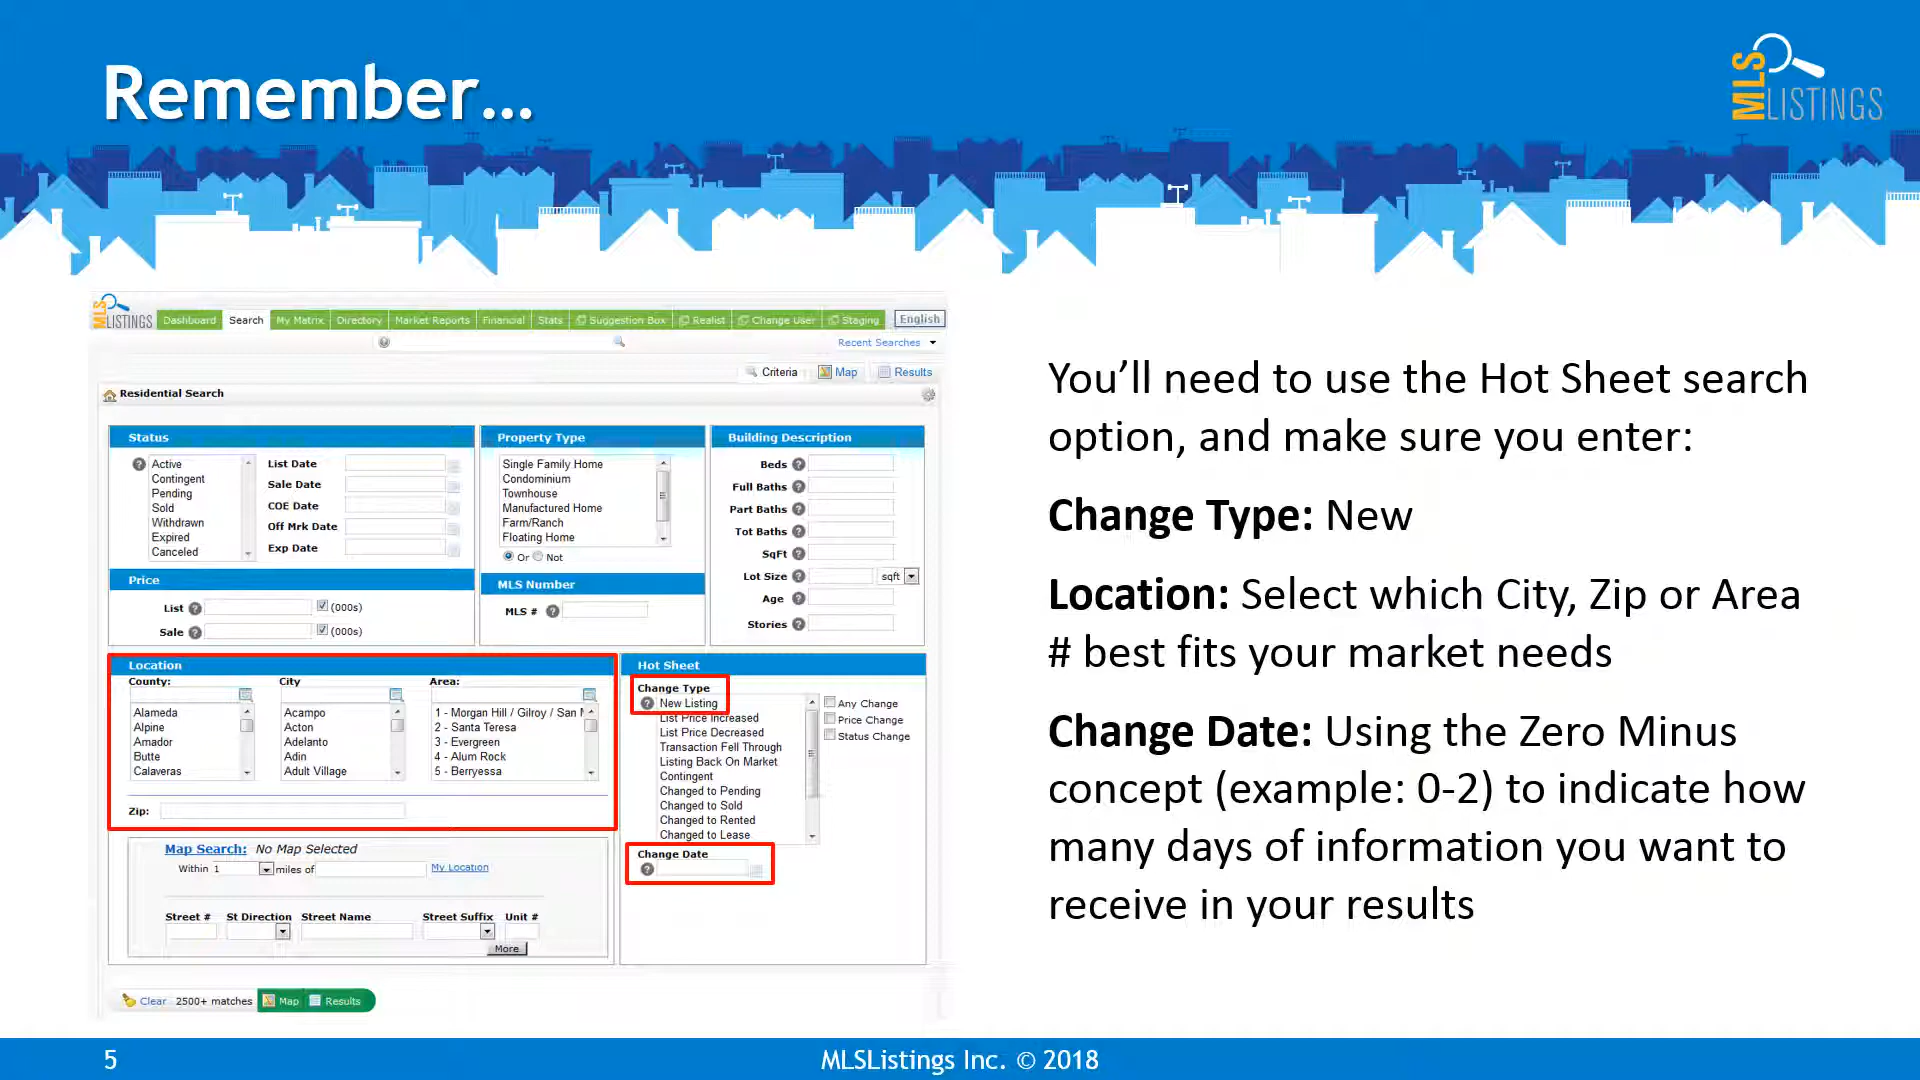 Remember...
MLS
LISTINGS
MLS
LISTINGS
Dashboard
Search
My Matrix
Directory
Market Reports
Financial
Stats
Suggestion Box
Realist
Change User
Staging
English
Recent Searches
Criteria
Map
Results
Residential Search
Status
Active
Contingent
Pending
Sold
Withdrawn
Expired
Canceled
List Date
Sale Date
COE Date
Off Mrk Date
Exp Date
Price
List
(000s)
Sale
(000s)
Property Type
Single Family Home
Condominium
Townhouse
Manufactured Home
Farm/Ranch
Floating Home
Or
Not
MLS Number
MLS #
Building Description
Beds
Full Baths
Part Baths
Tot Baths
SqFt
Lot Size
sqft
Age
Stories
Location
County:
Alameda
Alpine
Amador
Butte
Calaveras
City
Acampo
Acton
Adelanto
Adin
Adult Village
Area:
1 - Morgan Hill / Gilroy / San
2 - Santa Teresa
3 - Evergreen
4 - Alum Rock
5 - Berryessa
Zip:
Map Search: No Map Selected
Within 1 miles of
My Location
Street #
St Direction
Street Name
Street Suffix
Unit #
More
Hot Sheet
Change Type
New Listing
List Price Increased
List Price Decreased
Transaction Fell Through
Listing Back On Market
Contingent
Changed to Pending
Changed to Sold
Changed to Rented
Changed to Lease
Any Change
Price Change
Status Change
Change Date
Clear
2500+ matches
Map
Results
You’ll need to use the Hot Sheet search
option, and make sure you enter:
Change Type: New
Location: Select which City, Zip or Area
# best fits your market needs
Change Date: Using the Zero Minus
concept (example: 0-2) to indicate how
many days of information you want to
receive in your results
5
MLSListings Inc. © 2018